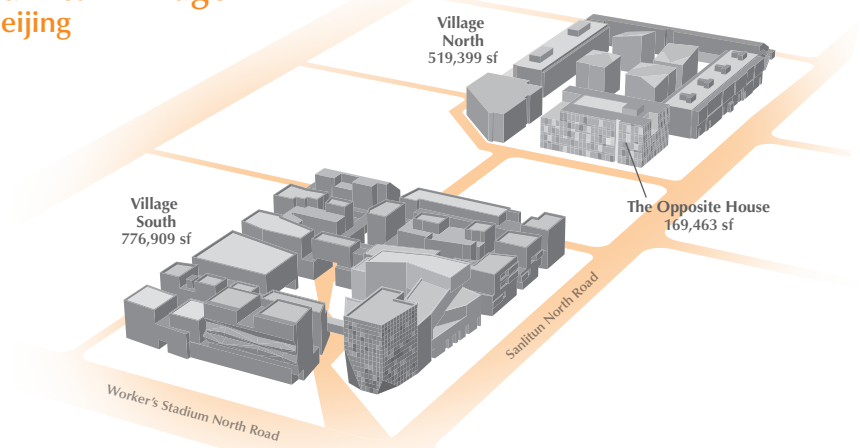 eijing
Village
North
519,399 sf
Village
South
776,909 sf
The Opposite House
169,463 sf
Sanlitun North Road
Worker's Stadium North Road